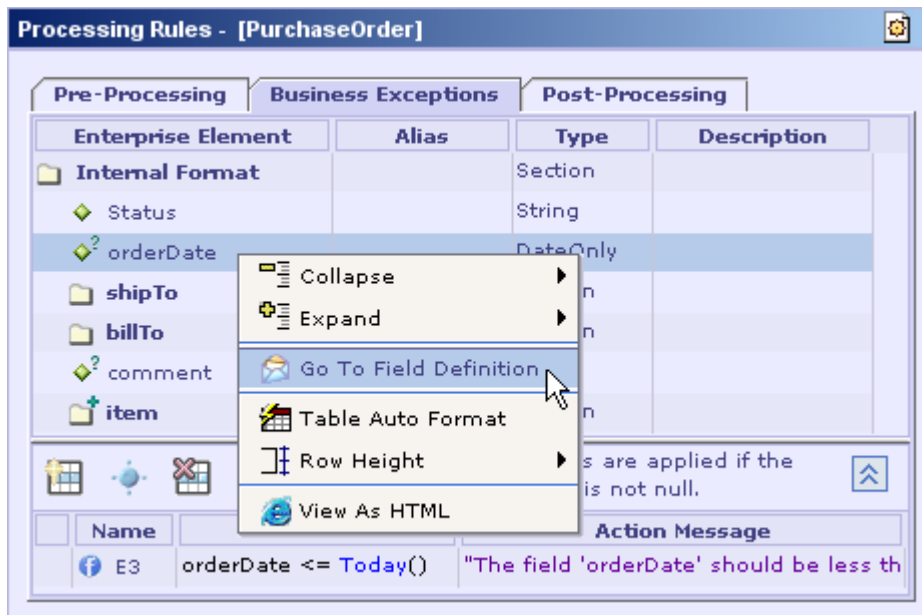 Processing Rules - [PurchaseOrder]
Pre-Processing Business Exceptions Post-Processing
Enterprise Element Alias Type Description
Internal Format Section
Status String
orderDate DateOnly
shipTo
billTo
comment
item
Collapse
Expand
Go To Field Definition
Table Auto Format
Row Height
View As HTML
are applied if the
is not null.
Name Action Message
E3 orderDate <= Today() "The field 'orderDate' should be less th